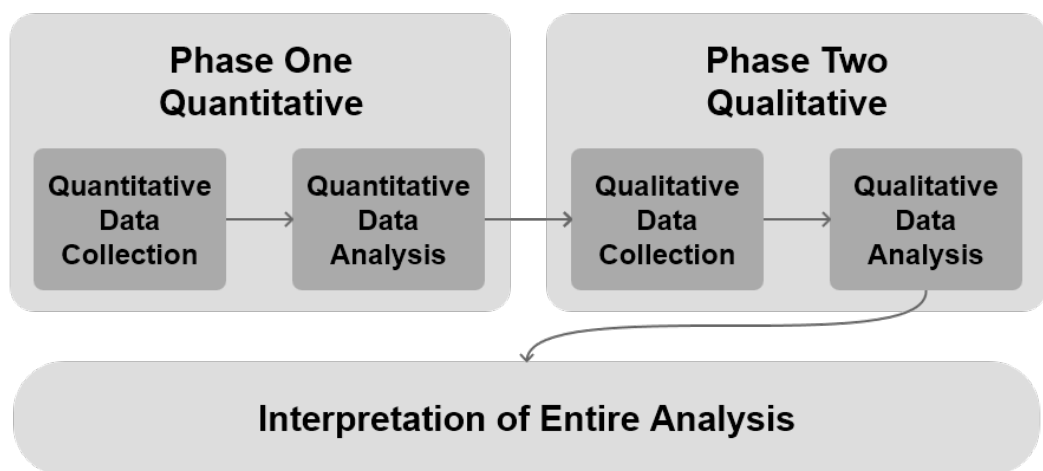 Phase One
Quantitative
Quantitative
Data
Collection
Quantitative
Data
Analysis
Phase Two
Qualitative
Qualitative
Data
Collection
Qualitative
Data
Analysis
Interpretation of Entire Analysis